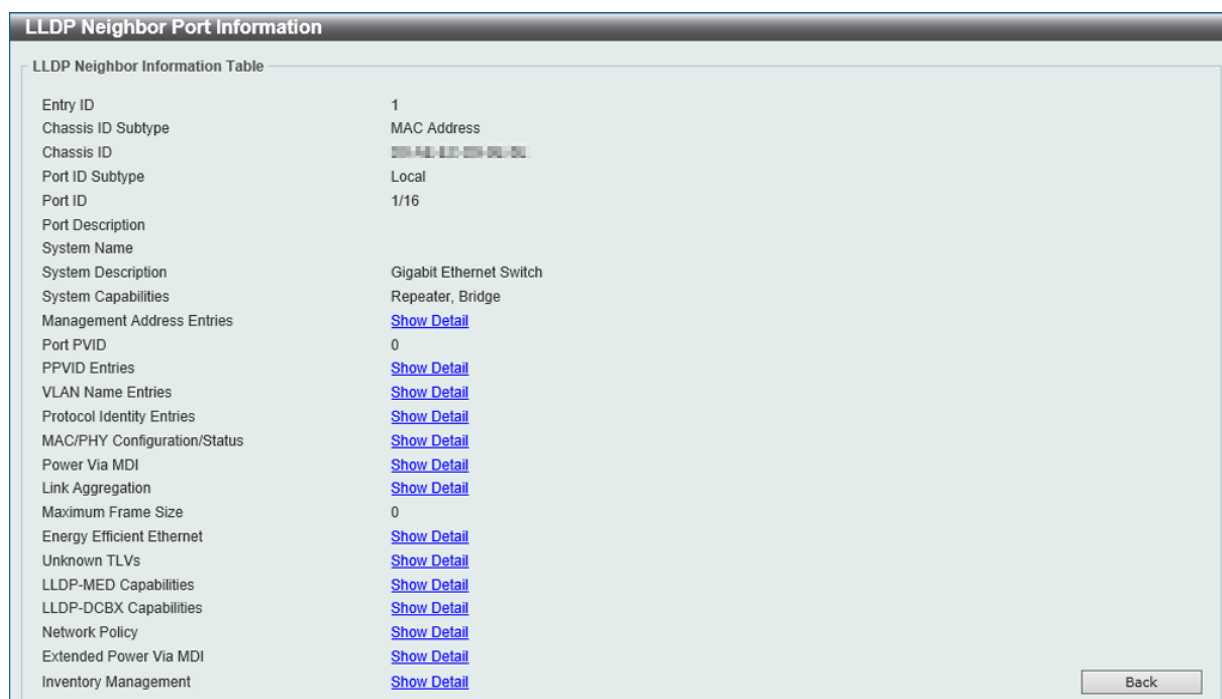 LLDP Neighbor Port Information
LLDP Neighbor Information Table
Entry ID 1
Chassis ID Subtype MAC Address
Chassis ID
Port ID Subtype Local
Port ID 1/16
Port Description
System Name
System Description Gigabit Ethernet Switch
System Capabilities Repeater, Bridge
Management Address Entries Show Detail
Port PVID 0
PPVID Entries Show Detail
VLAN Name Entries Show Detail
Protocol Identity Entries Show Detail
MAC/PHY Configuration/Status Show Detail
Power Via MDI Show Detail
Link Aggregation Show Detail
Maximum Frame Size 0
Energy Efficient Ethernet Show Detail
Unknown TLVs Show Detail
LLDP-MED Capabilities Show Detail
LLDP-DCBX Capabilities Show Detail
Network Policy Show Detail
Extended Power Via MDI Show Detail
Inventory Management Show Detail
Back